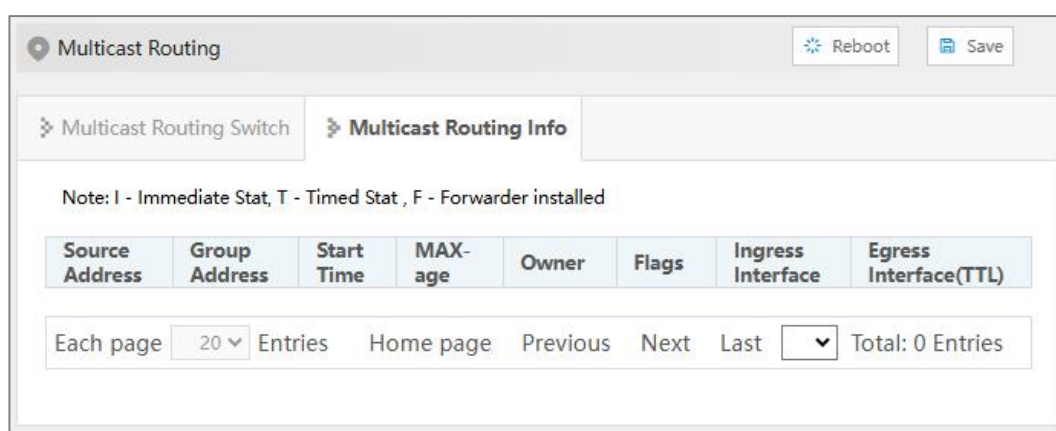 Multicast Routing Reboot Save
Multicast Routing Switch Multicast Routing Info
Note: I - Immediate Stat, T - Timed Stat , F - Forwarder installed
Source Address Group Address Start Time MAX-age Owner Flags Ingress Interface Egress Interface(TTL)
Each page 20 Entries Home page Previous Next Last Total: 0 Entries